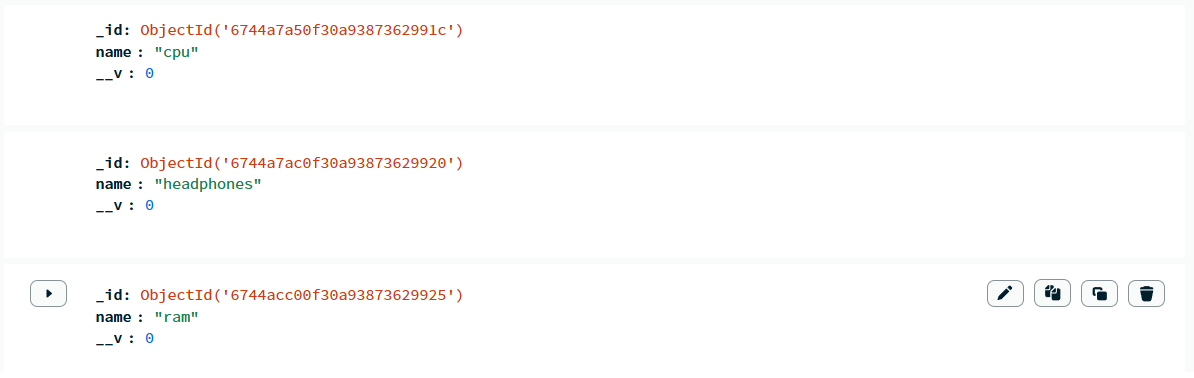 _id: ObjectId('6744a7a50f30a9387362991c')
name : "cpu"
__v : 0
_id: ObjectId('6744a7ac0f30a93873629920')
name : "headphones"
__v : 0
_id: ObjectId('6744acc00f30a93873629925')
name : "ram"
__v : 0